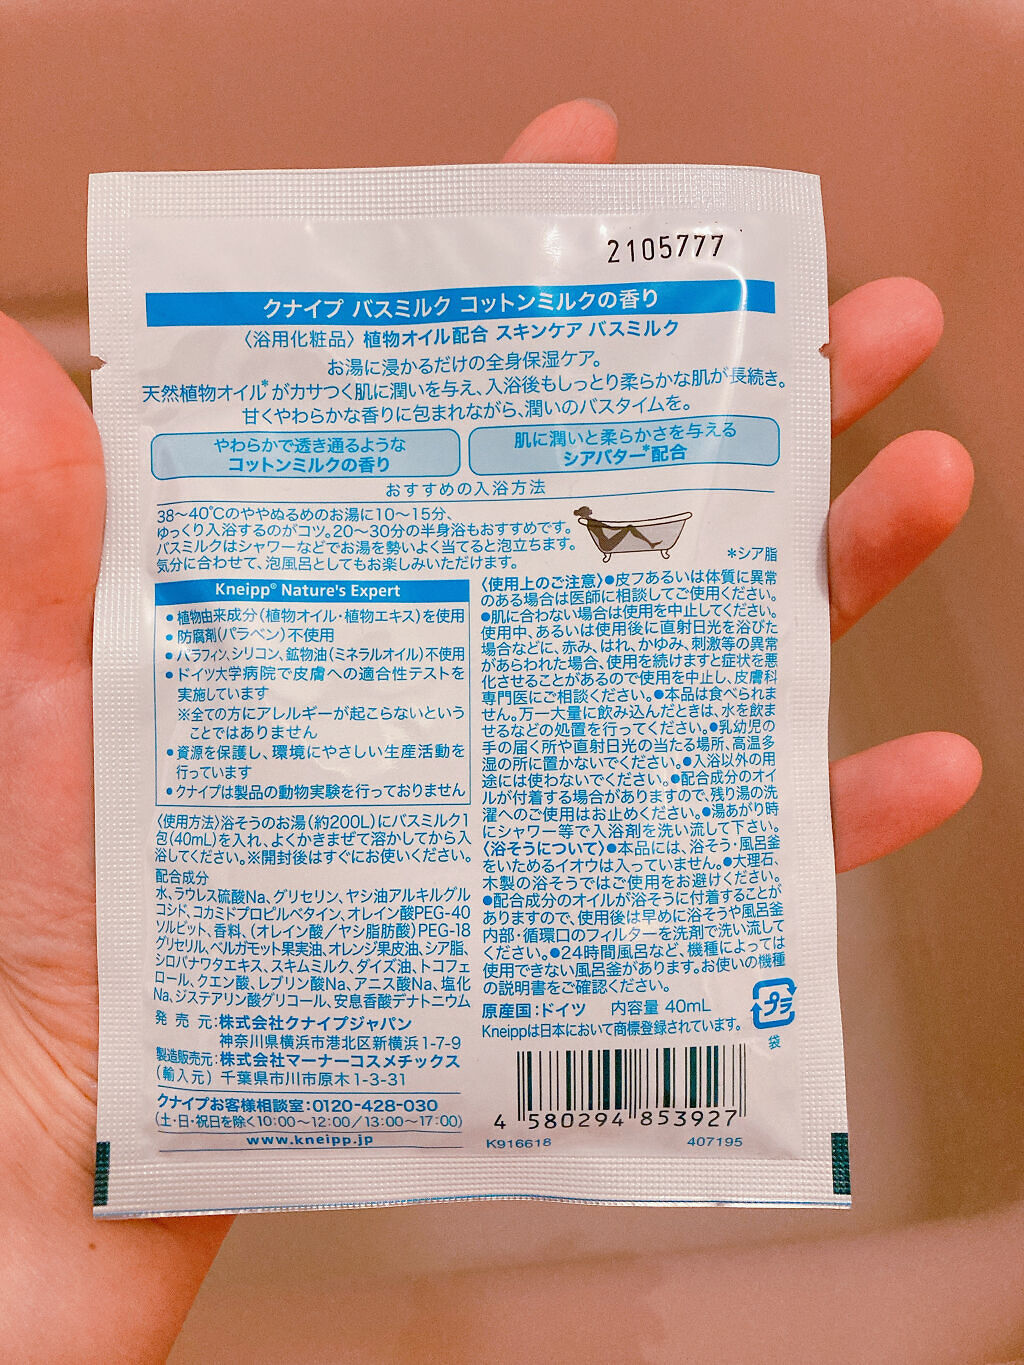 2105777
クナイプ バスミルク コットンミルクの香り
〈浴用化粧品〉植物オイル配合 スキンケア バスミルク
お湯に浸かるだけの全身保湿ケア。
天然植物オイル*がカサつく肌に潤いを与え、入浴後もしっとり柔らかな肌が長続き。
甘くやわらかな香りに包まれながら、潤いのバスタイムを。
やわらかで透き通るような
コットンミルクの香り
肌に潤いと柔らかさを与える
シアバター*配合
おすすめの入浴方法
38〜40℃のややぬるめのお湯に10〜15分、
ゆっくり入浴するのがコツ。20〜30分の半身浴もおすすめです。
バスミルクはシャワーなどでお湯を勢いよく当てると泡立ちます。
気分に合わせて、泡風呂としてもお楽しみいただけます。
*シア脂
Kneipp® Nature's Expert
●植物由来成分(植物オイル・植物エキス)を使用
●防腐剤(パラベン)不使用
●パラフィン、シリコン、鉱物油(ミネラルオイル)不使用
●ドイツ大学病院で皮膚への適合性テストを
実施しています
※全ての方にアレルギーが起こらないという
ことではありません
●資源を保護し、環境にやさしい生産活動を
行っています
●クナイプは製品の動物実験を行っておりません
〈使用方法〉浴そうのお湯(約200L)にバスミルク1
包(40mL)を入れ、よくかきまぜて溶かしてから入
浴してください。※開封後はすぐにお使いください。
配合成分
水、ラウレス硫酸Na、グリセリン、ヤシ油アルキルグル
コシド、コカミドプロピルベタイン、オレイン酸PEG-40
ソルビット、香料、(オレイン酸/ヤシ脂肪酸)PEG-18
グリセリル、ベルガモット果実油、オレンジ果皮油、シア脂、
シロバナワタエキス、スキムミルク、ダイズ油、トコフェ
ロール、クエン酸、レブリン酸Na、アニス酸Na、塩化
Na、ジステアリン酸グリコール、安息香酸デナトニウム
発売元:株式会社クナイプジャパン
神奈川県横浜市港北区新横浜1-7-9
製造販売元:株式会社マーナーコスメチックス
(輸入元) 千葉県市川市原木1-3-31
クナイプお客様相談室:0120-428-030
(土・日・祝日を除く10:00〜12:00/13:00〜17:00)
www.kneipp.jp
〈使用上のご注意〉●皮フあるいは体質に異常
のある場合は医師に相談してご使用ください。
●肌に合わない場合は使用を中止してください。
使用中、あるいは使用後に直射日光を浴びた
場合などに、赤み、はれ、かゆみ、刺激等の異常
があらわれた場合、使用を続けますと症状を悪
化させることがあるので使用を中止し、皮膚科
専門医にご相談ください。●本品は食べられま
せん。万一大量に飲み込んだときは、水を飲ま
せるなどの処置を行ってください。●乳幼児の
手の届く所や直射日光の当たる場所、高温多
湿の所に置かないでください。●入浴以外の用
途には使わないでください。●配合成分のオイ
ルが付着する場合がありますので、残り湯の洗
濯へのご使用はお止めください。●湯あがり時
にシャワー等で入浴剤を洗い流して下さい。
〈浴そうについて〉●本品には、浴そう・風呂釜
をいためるイオウは入っていません。●大理石、
木製の浴そうではご使用をお避けください。
●配合成分のオイルが浴そうに付着することが
ありますので、使用後は早めに浴そうや風呂釜
内部・循環口のフィルターを洗剤で洗い流して
ください。●24時間風呂など、機種によっては
使用できない風呂釜があります。お使いの機種
の説明書をご確認ください。
原産国:ドイツ 内容量 40mL
Kneippは日本において商標登録されています。
プラ
袋
4 580294 853927
K916618 407195